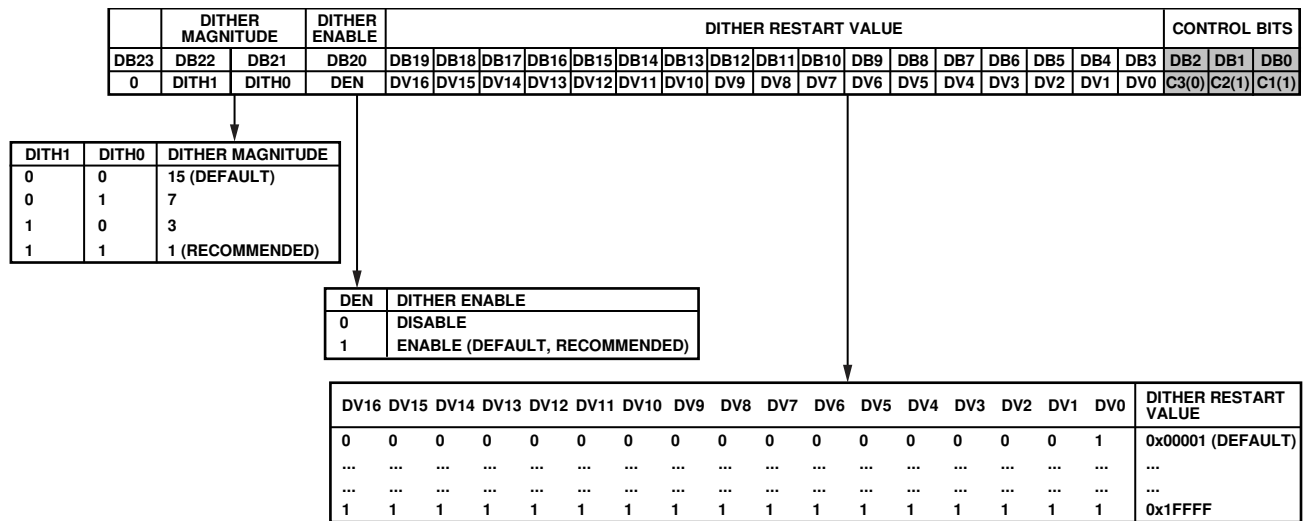 DITHER MAGNITUDE DITHER ENABLE DITHER RESTART VALUE CONTROL BITS
DB23 DB22 DB21 DB20 DB19 DB18 DB17 DB16 DB15 DB14 DB13 DB12 DB11 DB10 DB9 DB8 DB7 DB6 DB5 DB4 DB3 DB2 DB1 DB0
0 DITH1 DITH0 DEN DV16 DV15 DV14 DV13 DV12 DV11 DV10 DV9 DV8 DV7 DV6 DV5 DV4 DV3 DV2 DV1 DV0 C3(0) C2(1) C1(1)
DITH1 DITH0 DITHER MAGNITUDE
0 0 15 (DEFAULT)
0 1 7
1 0 3
1 1 1 (RECOMMENDED)
DEN DITHER ENABLE
0 DISABLE
1 ENABLE (DEFAULT, RECOMMENDED)
DV16 DV15 DV14 DV13 DV12 DV11 DV10 DV9 DV8 DV7 DV6 DV5 DV4 DV3 DV2 DV1 DV0 DITHER RESTART VALUE
0 0 0 0 0 0 0 0 0 0 0 0 0 0 0 0 1 0x00001 (DEFAULT)
... ... ... ... ... ... ... ... ... ... ... ... ... ... ... ... ... ...
... ... ... ... ... ... ... ... ... ... ... ... ... ... ... ... ... ...
1 1 1 1 1 1 1 1 1 1 1 1 1 1 1 1 1 0x1FFFF